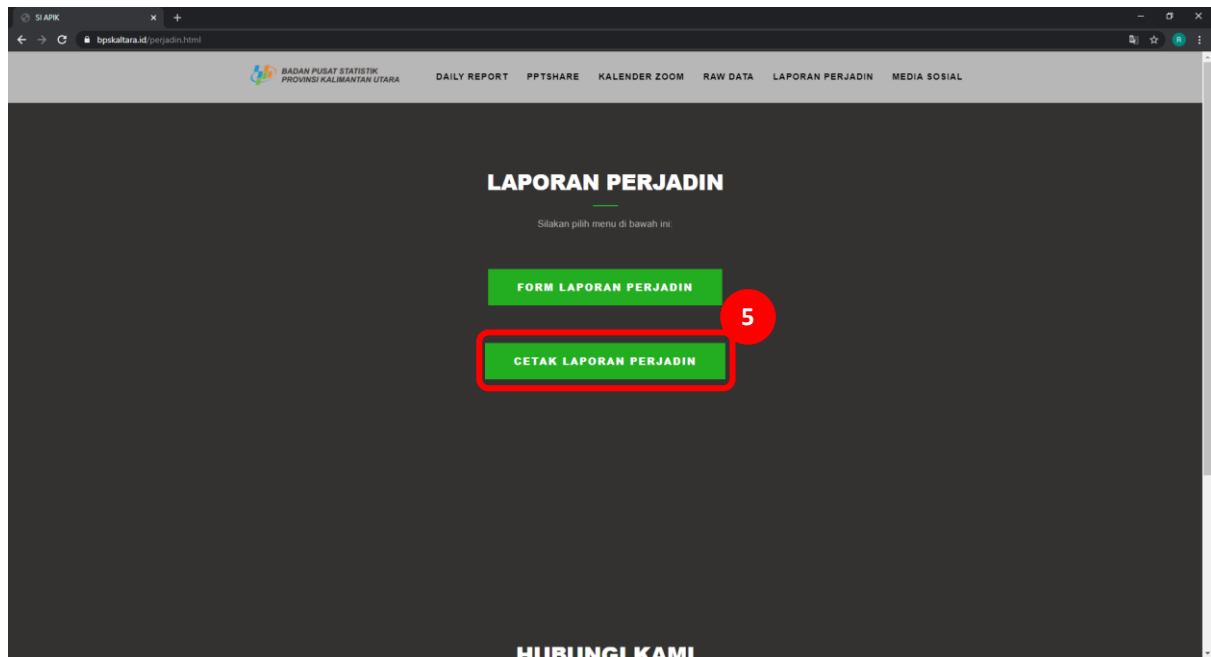 SI APIK
bpskaltara.id/perjadin.html
R
BADAN PUSAT STATISTIK
PROVINSI KALIMANTAN UTARA
DAILY REPORT PPTSHARE KALENDER ZOOM RAW DATA LAPORAN PERJADIN MEDIA SOSIAL
LAPORAN PERJADIN
Silakan pilih menu di bawah ini:
FORM LAPORAN PERJADIN
5
CETAK LAPORAN PERJADIN
HUBUNGI KAMI